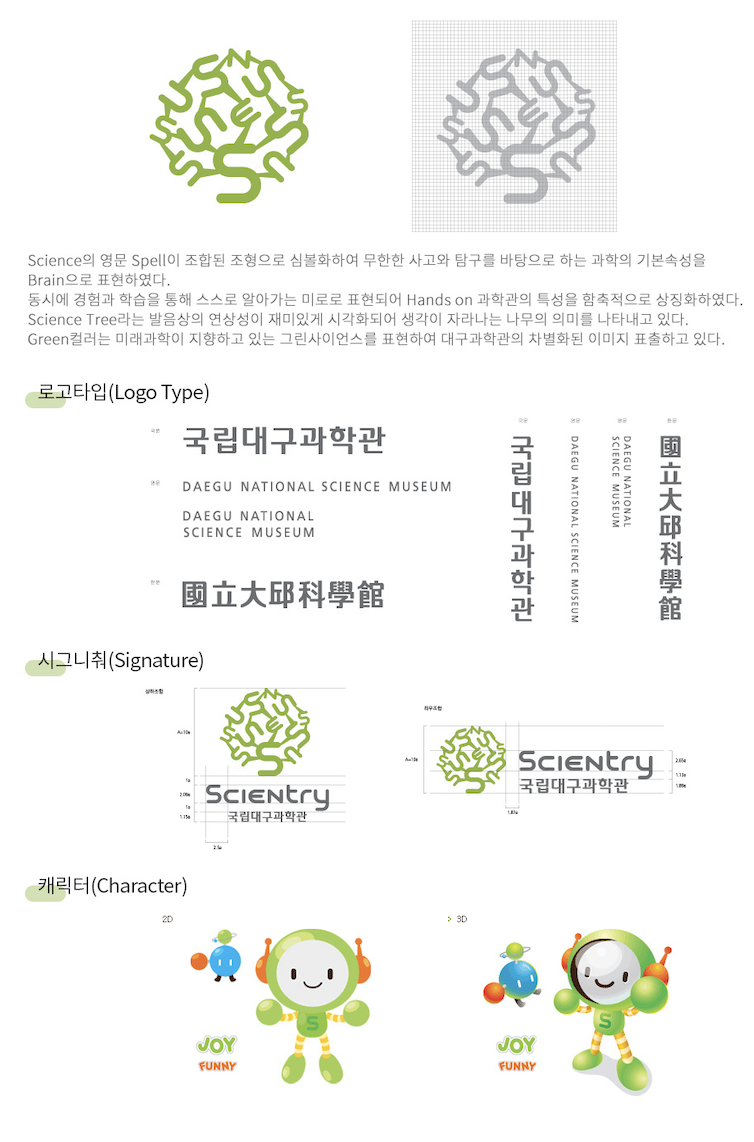 Science의 영문 Spell이 조합된 조형으로 심볼화하여 무한한 사고와 탐구를 바탕으로 하는 과학의 기본속성을
Brain으로 표현하였다.
동시에 경험과 학습을 통해 스스로 알아가는 미로로 표현되어 Hands on 과학관의 특성을 함축적으로 상징화하였다.
Science Tree라는 발음상의 연상성이 재미있게 시각화되어 생각이 자라나는 나무의 의미를 나타내고 있다.
Green컬러는 미래과학이 지향하고 있는 그린사이언스를 표현하여 대구과학관의 차별화된 이미지 표출하고 있다.
로고타입(Logo Type)
국문
국립대구과학관
영문
DAEGU NATIONAL SCIENCE MUSEUM
DAEGU NATIONAL
SCIENCE MUSEUM
한문
國立大邱科學館
국문
국립대구과학관
영문
DAEGU NATIONAL SCIENCE MUSEUM
영문
DAEGU NATIONAL
SCIENCE MUSEUM
한문
國立大邱科學館
시그니춰(Signature)
상하조합
A=10a
1a
2.08a
1a
1.15a
2.5a
Scientry
국립대구과학관
좌우조합
A=10a
Scientry
국립대구과학관
2.65a
1.13a
1.88a
1.87a
캐릭터(Character)
2D
S
JOY
FUNNY
3D
S
JOY
FUNNY